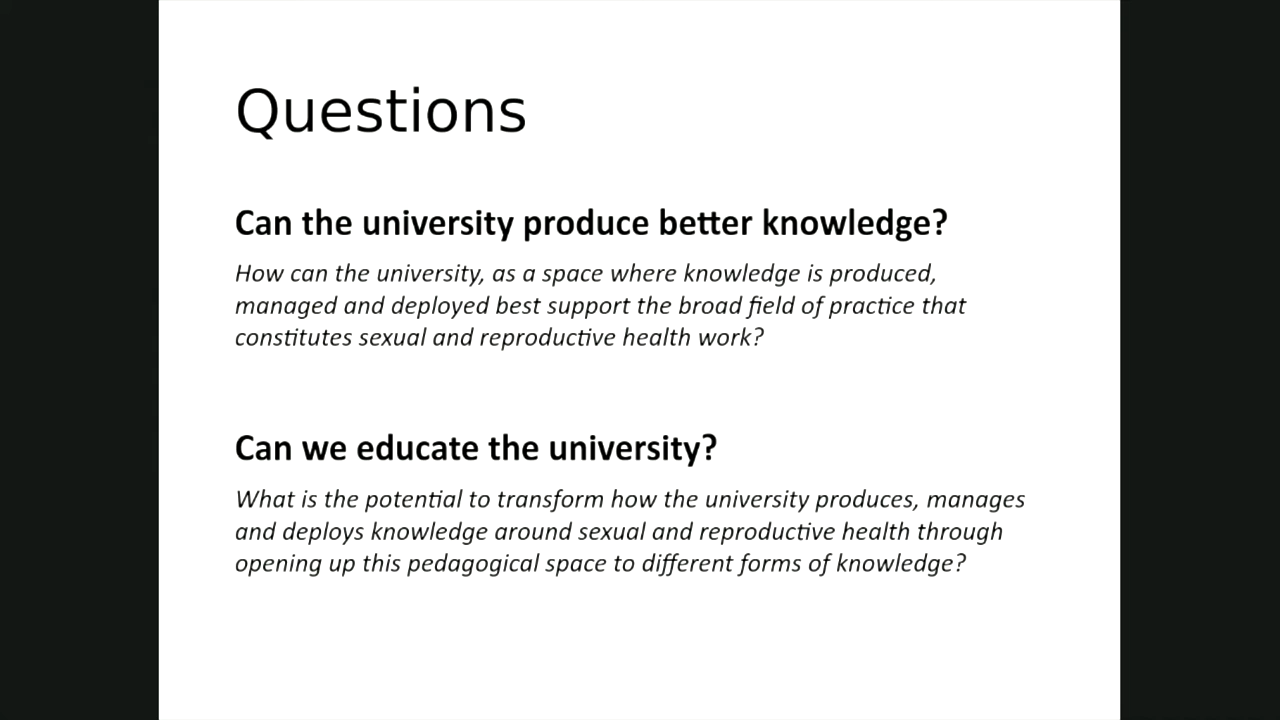 Questions
Can the university produce better knowledge?
How can the university, as a space where knowledge is produced,
managed and deployed best support the broad field of practice that
constitutes sexual and reproductive health work?
Can we educate the university?
What is the potential to transform how the university produces, manages
and deploys knowledge around sexual and reproductive health through
opening up this pedagogical space to different forms of knowledge?